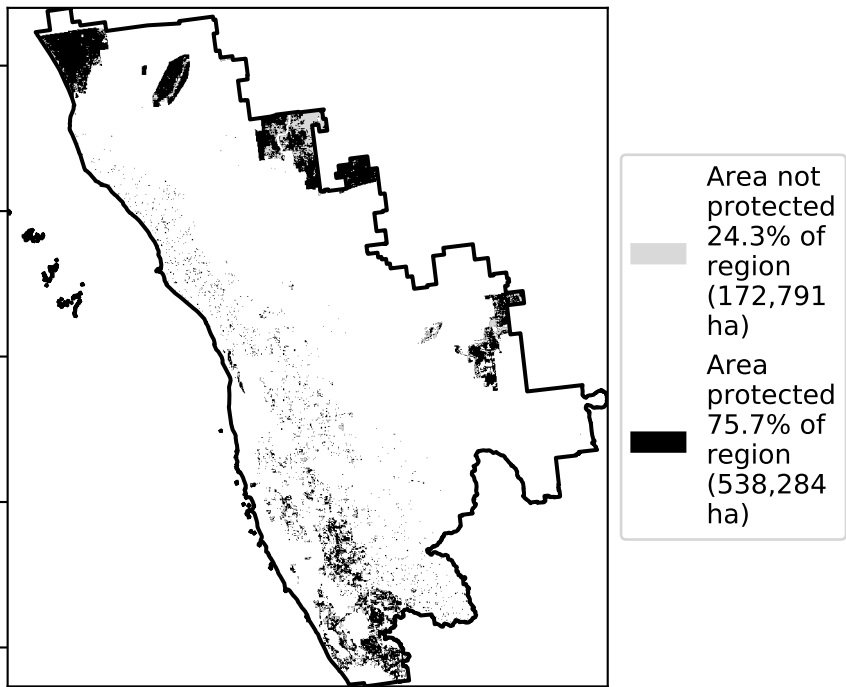 Area not
protected
24.3% of
region
(172,791
ha)
Area
protected
75.7% of
region
(538,284
ha)